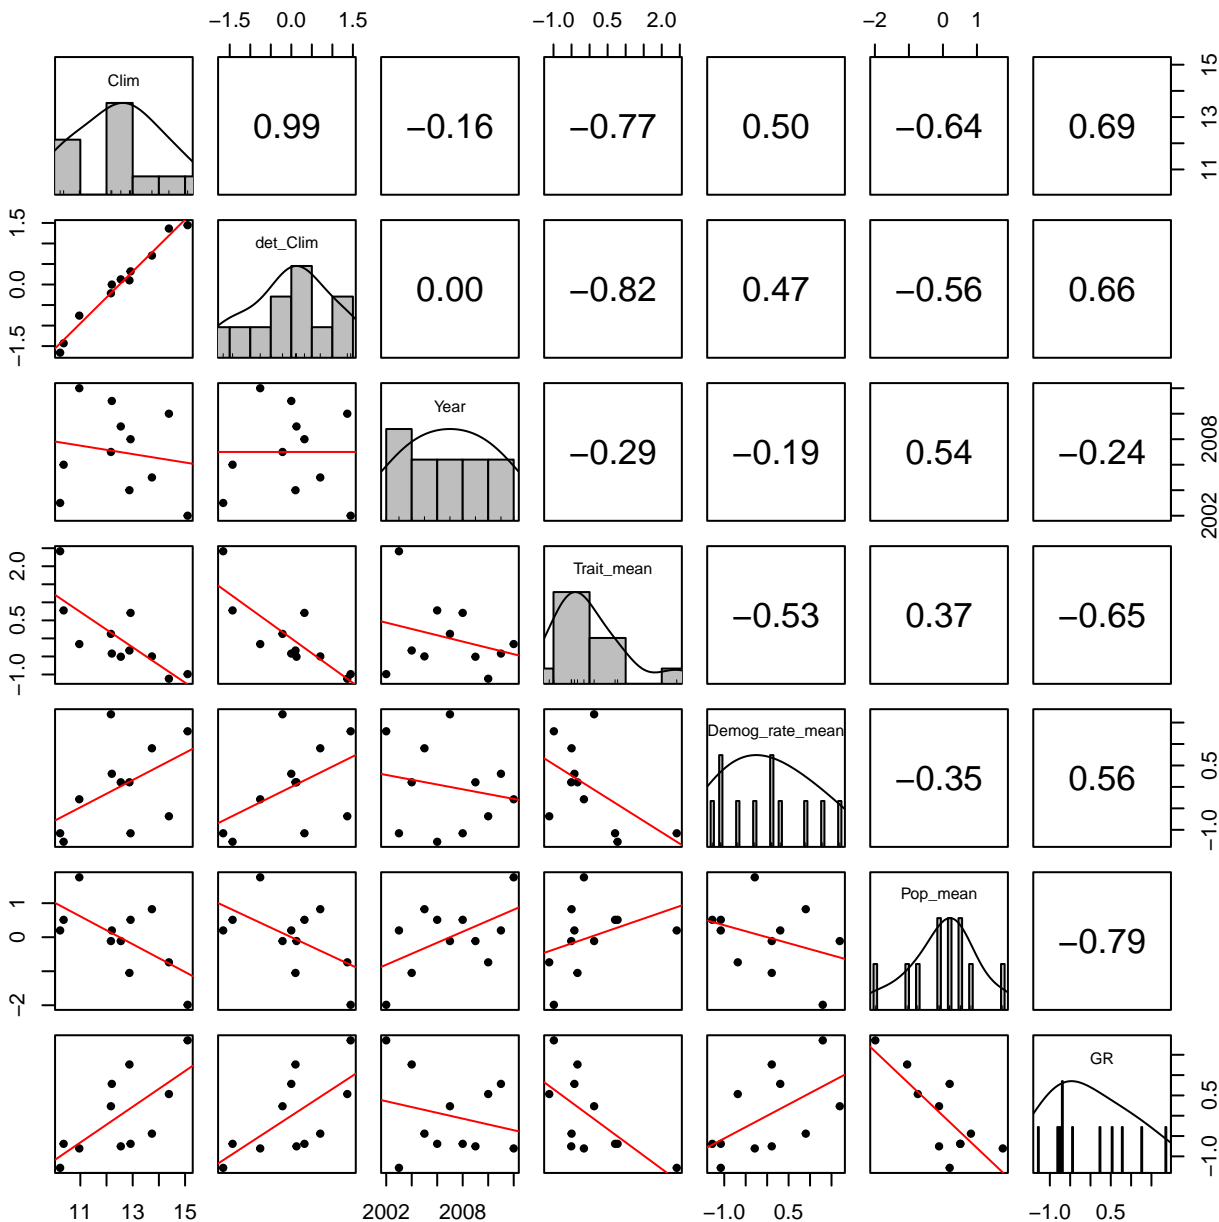 −1.5 0.0 1.5 −1.0 0.5 2.0 −2 0 1
Clim 0.99 −0.16 −0.77 0.50 −0.64 0.69 11 13 15
−1.5 0.0 1.5 det_Clim 0.00 −0.82 0.47 −0.56 0.66
Year −0.29 −0.19 0.54 −0.24 2002 2008
−1.0 0.5 2.0 Trait_mean −0.53 0.37 −0.65
Demog_rate_mean −0.35 0.56 −1.0 0.5
−2 0 1 Pop_mean −0.79
GR −1.0 0.5
11 13 15 2002 2008 −1.0 0.5 −1.0 0.5